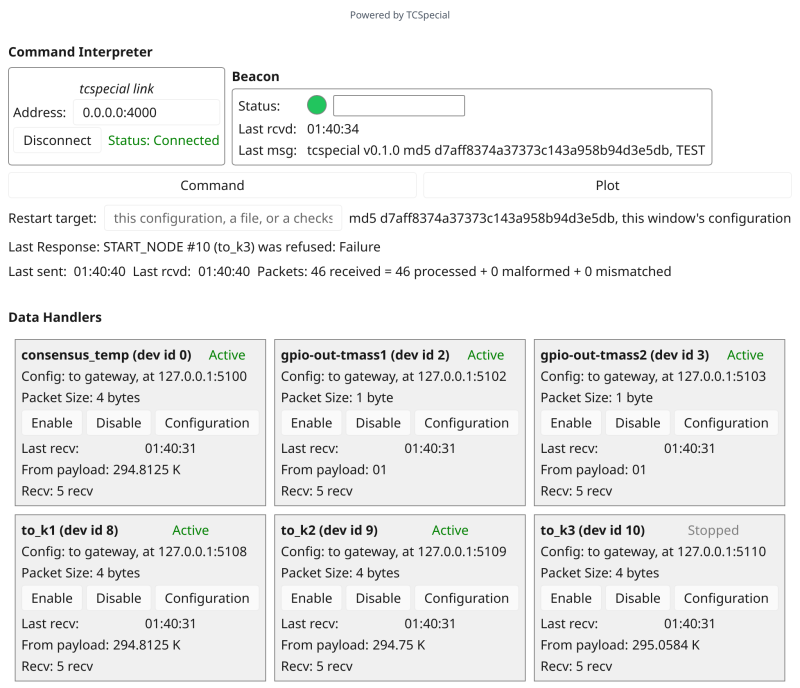 Powered by TCSpecial
Command Interpreter
tcspecial link
Address: 0.0.0.0:4000
Disconnect Status: Connected
Beacon
Status:
Last rcvd: 01:40:34
Last msg: tcspecial v0.1.0 md5 d7aff8374a37373c143a958b94d3e5db, TEST
Command Plot
Restart target: this configuration, a file, or a checks md5 d7aff8374a37373c143a958b94d3e5db, this window's configuration
Last Response: START_NODE #10 (to_k3) was refused: Failure
Last sent: 01:40:40 Last rcvd: 01:40:40 Packets: 46 received = 46 processed + 0 malformed + 0 mismatched
Data Handlers
consensus_temp (dev id 0) Active
Config: to gateway, at 127.0.0.1:5100
Packet Size: 4 bytes
Enable Disable Configuration
Last recv: 01:40:31
From payload: 294.8125 K
Recv: 5 recv
gpio-out-tmass1 (dev id 2) Active
Config: to gateway, at 127.0.0.1:5102
Packet Size: 1 byte
Enable Disable Configuration
Last recv: 01:40:31
From payload: 01
Recv: 5 recv
gpio-out-tmass2 (dev id 3) Active
Config: to gateway, at 127.0.0.1:5103
Packet Size: 1 byte
Enable Disable Configuration
Last recv: 01:40:31
From payload: 01
Recv: 5 recv
to_k1 (dev id 8) Active
Config: to gateway, at 127.0.0.1:5108
Packet Size: 4 bytes
Enable Disable Configuration
Last recv: 01:40:31
From payload: 294.8125 K
Recv: 5 recv
to_k2 (dev id 9) Active
Config: to gateway, at 127.0.0.1:5109
Packet Size: 4 bytes
Enable Disable Configuration
Last recv: 01:40:31
From payload: 294.75 K
Recv: 5 recv
to_k3 (dev id 10) Stopped
Config: to gateway, at 127.0.0.1:5110
Packet Size: 4 bytes
Enable Disable Configuration
Last recv: 01:40:31
From payload: 295.0584 K
Recv: 5 recv